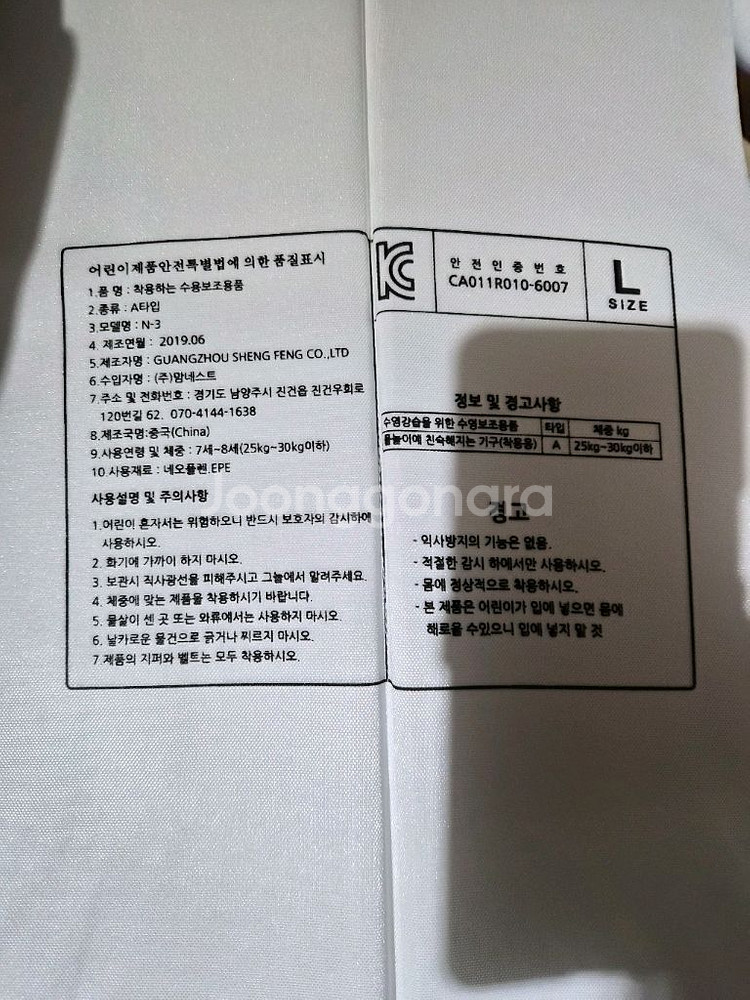 어린이제품안전특별법에 의한 품질표시
1.품 명 : 착용하는 수용보조용품
2.종류 : A타입
3.모델명 : N-3
4. 제조연월 : 2019.06
5.제조자명 : GUANGZHOU SHENG FENG CO.,LTD
6.수입자명 : (주)맘네스트
7.주소 및 전화번호 : 경기도 남양주시 진건읍 진건우회로
120번길 62. 070-4144-1638
8.제조국명:중국(China)
9.사용연령 및 체중 : 7세~8세(25kg~30kg이하)
10.사용재료 : 네오플렌.EPE
사용설명 및 주의사항
1.어린이 혼자서는 위험하오니 반드시 보호자의 감시하에
사용하시오.
2. 화기에 가까이 하지 마시오.
3. 보관시 직사광선을 피해주시고 그늘에서 말려주세요.
4. 체중에 맞는 제품을 착용하시기 바랍니다.
5. 물살이 센 곳 또는 와류에서는 사용하지 마시오.
6. 날카로운 물건으로 긁거나 찌르지 마시오.
7.제품의 지퍼와 벨트는 모두 착용하시오.
KC
안 전 인 증 번 호
CA011R010-6007
L
SIZE
정보 및 경고사항
수영강습을 위한 수영보조용품 타입 체중 kg
물놀이에 친숙해지는 기구(착용용) A 25kg~30kg이하
경고
- 익사방지의 기능은 없음.
- 적절한 감시 하에서만 사용하시오.
- 몸에 정상적으로 착용하시오.
- 본 제품은 어린이가 입에 넣으면 몸에
해로울 수있으니 입에 넣지 말 것
Joonggonara